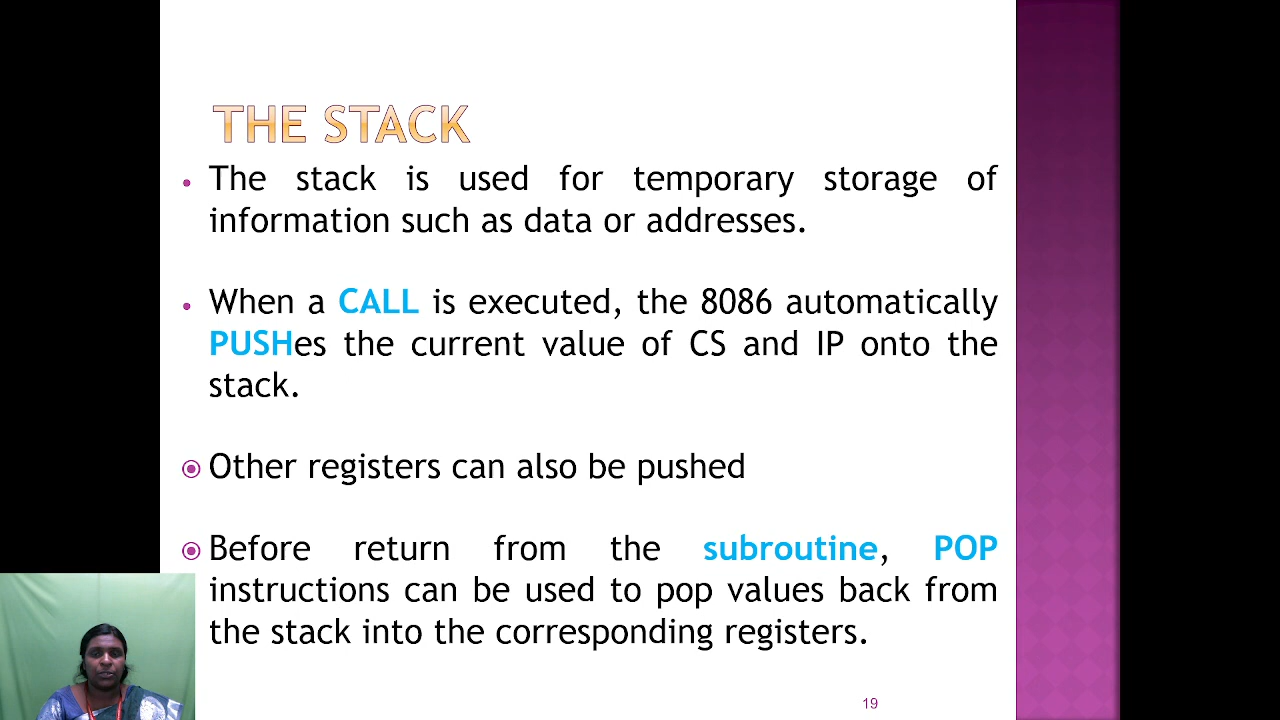 THE STACK
• The stack is used for temporary storage of
information such as data or addresses.
• When a CALL is executed, the 8086 automatically
PUSHes the current value of CS and IP onto the
stack.
Other registers can also be pushed
Before return from the subroutine, POP
instructions can be used to pop values back from
the stack into the corresponding registers.
19